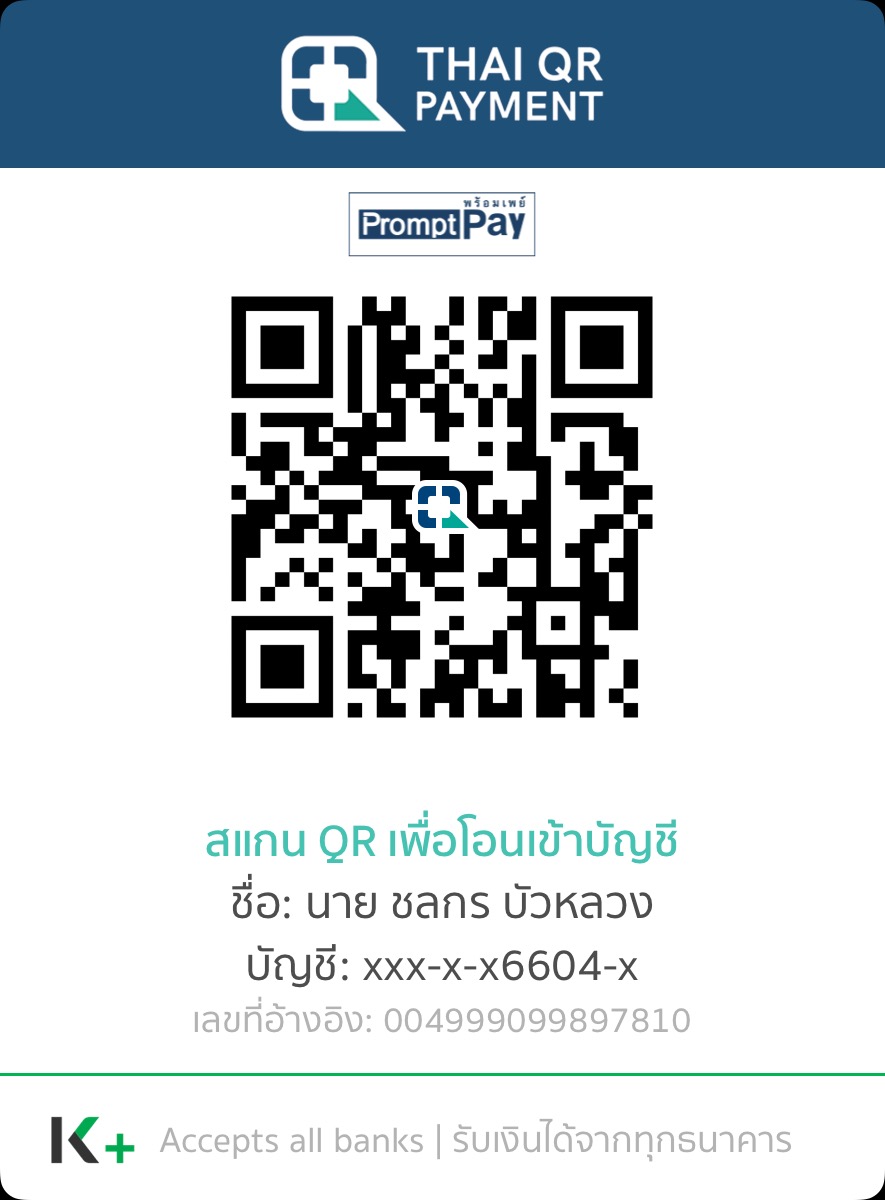 THAI QR
PAYMENT
พร้อมเพย์
PromptPay
สแกน QR เพื่อโอนเข้าบัญชี
ชื่อ: นาย ชลกร บัวหลวง
บัญชี: xxx-x-x6604-x
เลขที่อ้างอิง: 004999099897810
K+ Accepts all banks | รับเงินได้จากทุกธนาคาร